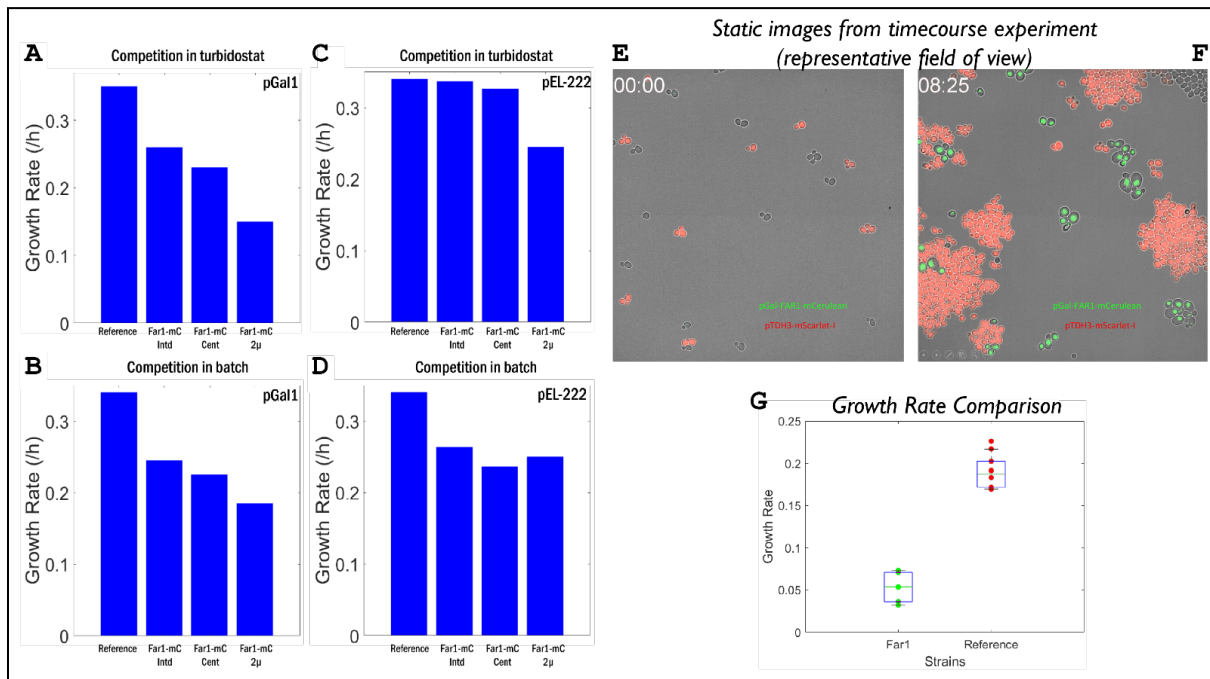 A
Competition in turbidostat
pGal1
Growth Rate (/h)
0.3
0.2
0.1
0
Reference
Far1-mC
Intd
Far1-mC
Cent
Far1-mC
2µ
C
Competition in turbidostat
pEL-222
Growth Rate (/h)
0.3
0.2
0.1
0
Reference
Far1-mC
Intd
Far1-mC
Cent
Far1-mC
2µ
B
Competition in batch
pGal1
Growth Rate (/h)
0.3
0.2
0.1
0
Reference
Far1-mC
Intd
Far1-mC
Cent
Far1-mC
2µ
D
Competition in batch
pEL-222
Growth Rate (/h)
0.3
0.2
0.1
0
Reference
Far1-mC
Intd
Far1-mC
Cent
Far1-mC
2µ
Static images from timecourse experiment
(representative field of view)
E
00:00
pGal-FAR1-mCerulean
pTDH3-mScarlet-I
F
08:25
pGal-FAR1-mCerulean
pTDH3-mScarlet-I
G
Growth Rate Comparison
Growth Rate
0.25
0.2
0.15
0.1
0.05
0
Far1
Reference
Strains